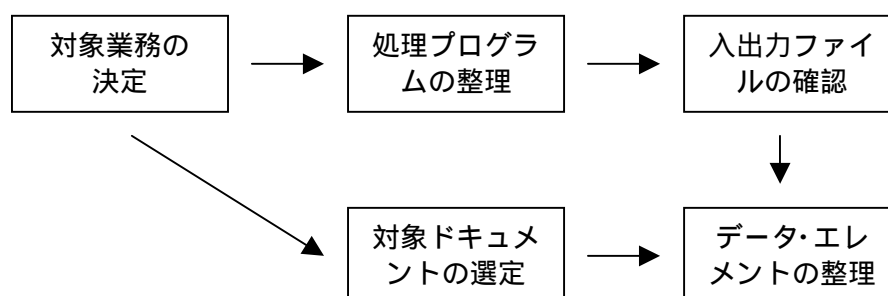 対象業務の
決定
処理プログラ
ムの整理
入出力ファイ
ルの確認
対象ドキュメ
ントの選定
データ･エレ
メントの整理